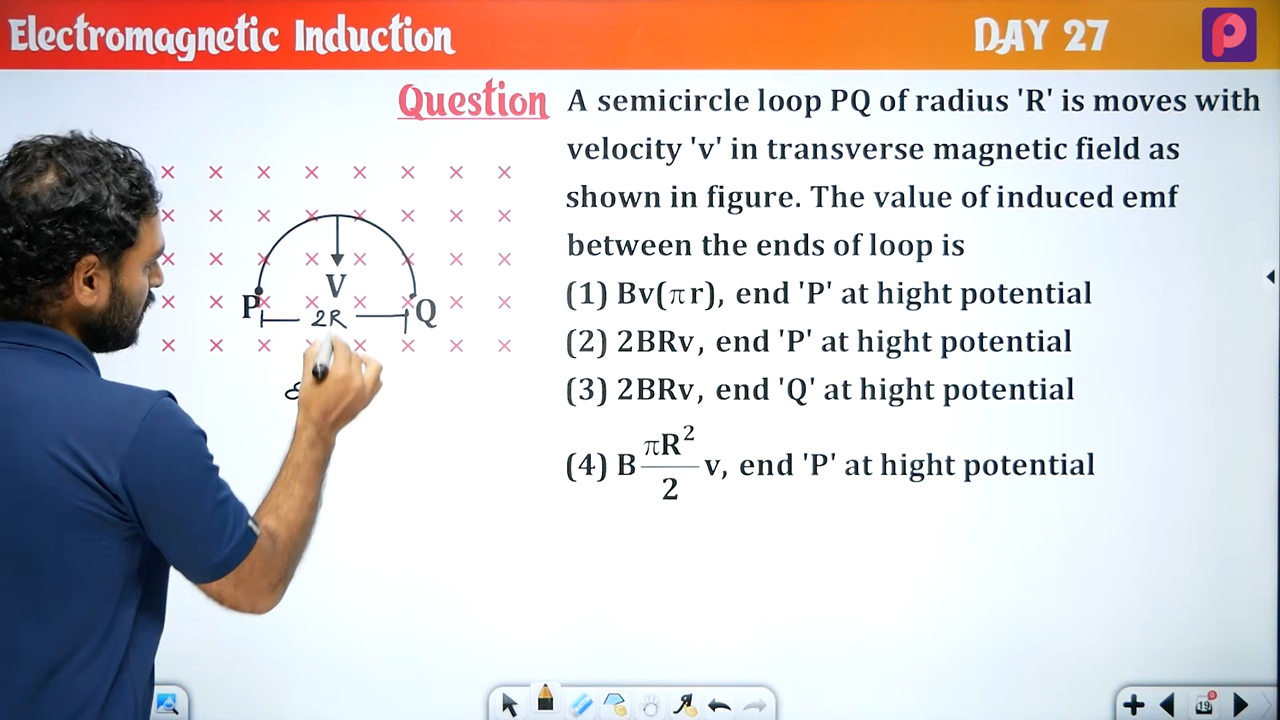 Electromagnetic Induction
DAY 27
Question A semicircle loop PQ of radius 'R' is moves with
velocity 'v' in transverse magnetic field as
shown in figure. The value of induced emf
between the ends of loop is
(1) Bv(πr), end 'P' at hight potential
(2) 2BRv, end 'P' at hight potential
(3) 2BRv, end 'Q' at hight potential
(4) B πR²/2 v, end 'P' at hight potential
V
P
Q
2R
ε
19